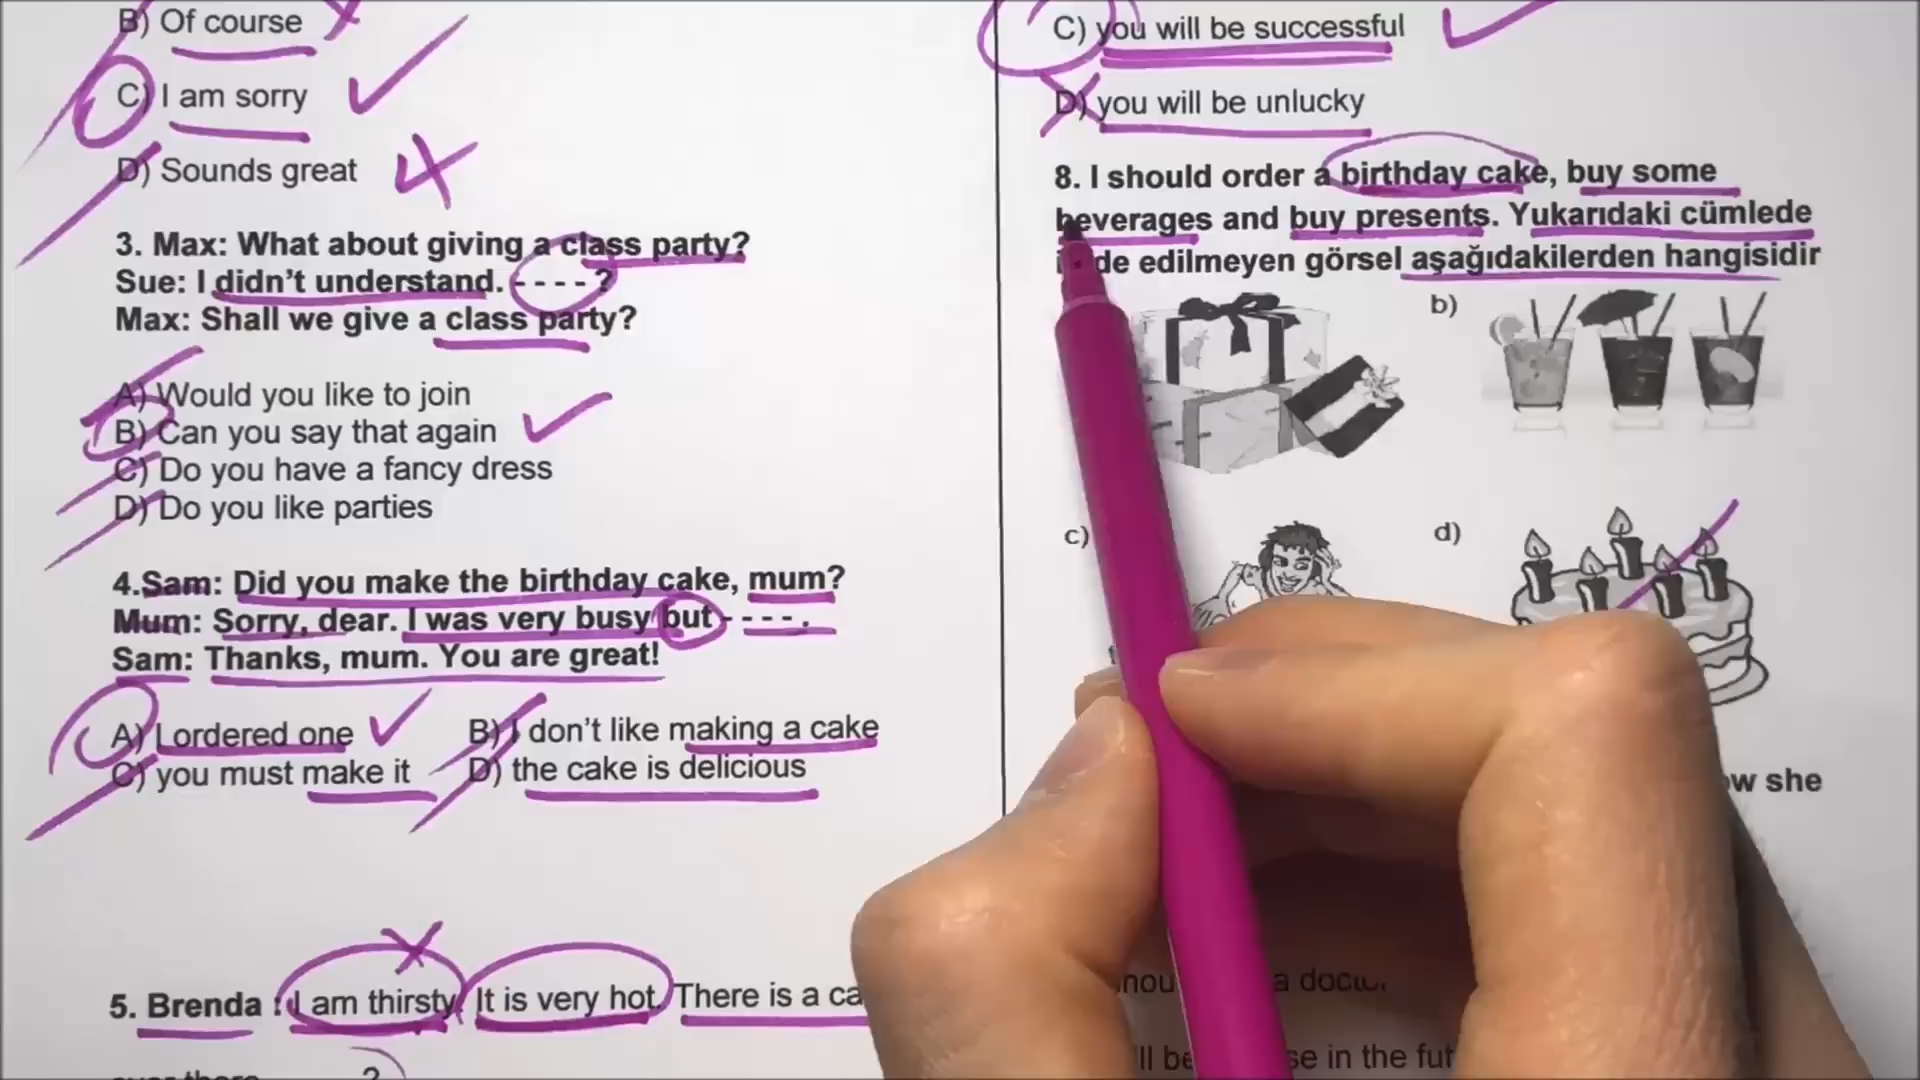 B) Of course
C) I am sorry
D) Sounds great
3. Max: What about giving a class party?
Sue: I didn't understand. - - - - ?
Max: Shall we give a class party?
A) Would you like to join
B) Can you say that again
C) Do you have a fancy dress
D) Do you like parties
4.Sam: Did you make the birthday cake, mum?
Mum: Sorry, dear. I was very busy but - - - - .
Sam: Thanks, mum. You are great!
A) I ordered one
B) I don't like making a cake
C) you must make it
D) the cake is delicious
5. Brenda : I am thirsty. It is very hot. There is a
C) you will be successful
D) you will be unlucky
8. I should order a birthday cake, buy some
beverages and buy presents. Yukarıdaki cümlede
edilmeyen görsel aşağıdakilerden hangisidir
b)
c)
d)
she
a
in the